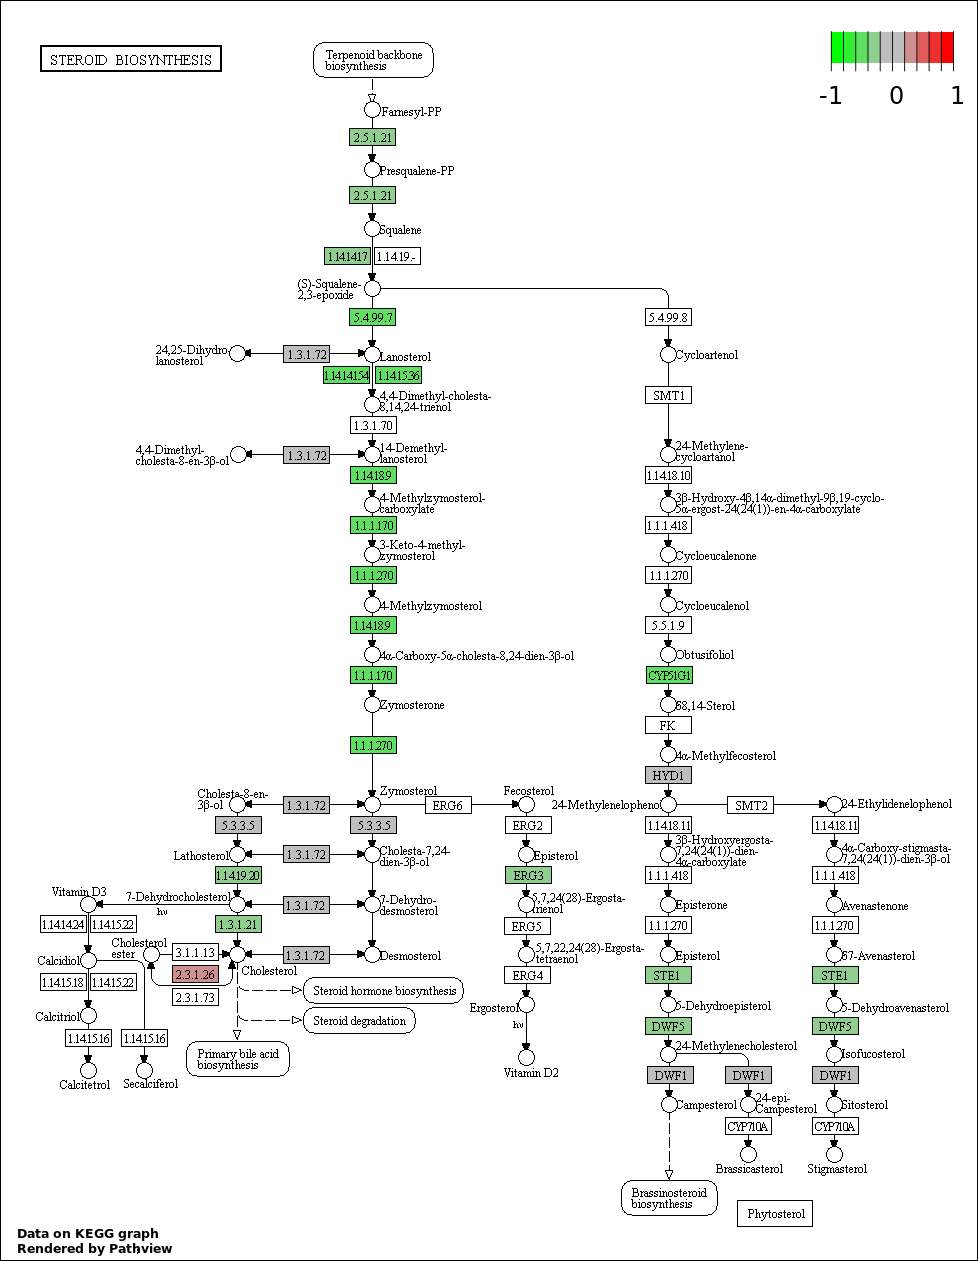 STEROID BIOSYNTHESIS
Terpenoid backbone
biosynthesis
-1
0
1
Farnesyl-PP
2.5.1.21
Presqualene-PP
2.5.1.21
Squalene
1.14.14.17
1.14.19.-
(S)-Squalene-
2,3-epoxide
5.4.99.7
5.4.99.8
24,25-Dihydro
lanosterol
1.3.1.72
Lanosterol
Cycloartenol
1.14.14.154
1.14.15.36
4,4-Dimethyl-cholesta-
8,14,24-trienol
SMT1
1.3.1.70
4,4-Dimethyl-
cholesta-8-en-3β-ol
1.3.1.72
14-Demethyl-
lanosterol
24-Methylene-
cycloartanol
1.14.18.9
1.14.18.10
4-Methylzymosterol-
carboxylate
3β-Hydroxy-4β,14α-dimethyl-9β,19-cyclo-
5α-ergost-24(24(1))-en-4α-carboxylate
1.1.1.170
1.1.1.418
3-Keto-4-methyl-
zymosterol
Cycloeucalenone
1.1.1.270
1.1.1.270
4-Methylzymosterol
Cycloeucalenol
1.14.18.9
5.5.1.9
4α-Carboxy-5α-cholesta-8,24-dien-3β-ol
Obtusifoliol
1.1.1.170
CYP51G1
Zymosterone
δ8,14-Sterol
FK
1.1.1.270
4α-Methylfecosterol
HYD1
Cholesta-8-en-
3β-ol
1.3.1.72
Zymosterol
ERG6
Fecosterol
24-Methylenelophenol
SMT2
24-Ethylidenelophenol
5.3.3.5
5.3.3.5
ERG2
1.14.18.11
1.14.18.11
Lathosterol
1.3.1.72
Cholesta-7,24-
dien-3β-ol
Episterol
3β-Hydroxyergosta-
7,24(24(1))-dien-
4α-carboxylate
4α-Carboxy-stigmasta-
7,24(24(1))-dien-3β-ol
1.14.19.20
ERG3
1.1.1.418
1.1.1.418
Vitamin D3
7-Dehydrocholesterol
hν
1.3.1.72
7-Dehydro-
desmosterol
5,7,24(28)-Ergosta-
trienol
Episterone
Avenastenone
1.14.14.24
1.14.15.22
1.3.1.21
ERG5
1.1.1.270
1.1.1.270
Calcidiol
Cholesterol
ester
3.1.1.13
Cholesterol
1.3.1.72
Desmosterol
5,7,22,24(28)-Ergosta-
tetraenol
Episterol
δ7-Avenasterol
1.14.15.18
1.14.15.22
2.3.1.26
2.3.1.73
ERG4
STE1
STE1
Steroid hormone biosynthesis
Ergosterol
5-Dehydroepisterol
5-Dehydroavenasterol
Calcitriol
Steroid degradation
hν
DWF5
DWF5
1.14.15.16
1.14.15.16
Primary bile acid
biosynthesis
24-Methylenecholesterol
Isofucosterol
Calcitetrol
Secalciferol
Vitamin D2
DWF1
DWF1
DWF1
Campesterol
24-epi-
Campesterol
Sitosterol
CYP710A
CYP710A
Brassicasterol
Stigmasterol
Brassinosteroid
biosynthesis
Phytosterol
Data on KEGG graph
Rendered by Pathview